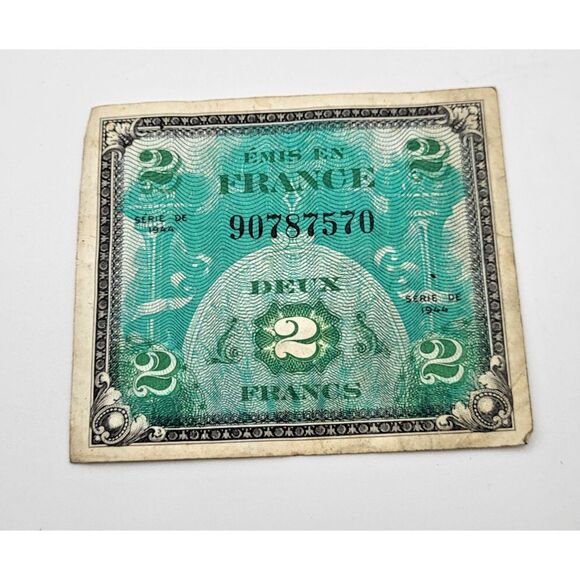 2 ÉMIS EN 2
FRANCE
SÉRIE DE
1944
90787570
DEUX
SÉRIE DE
1944
2
2 FRANCS 2